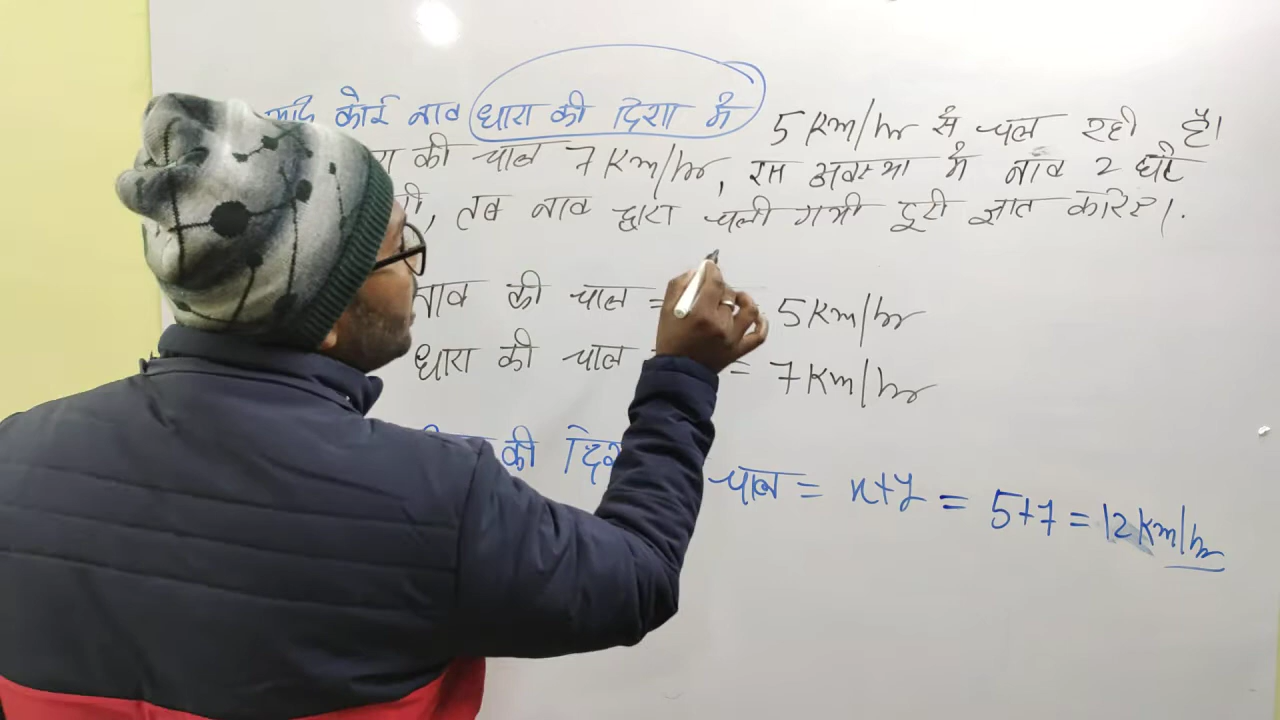 कोई नाव धारा की दिशा में 5 Km/hr से चल रही है।
की चाल 7 Km/hr, इस अवस्था में नाव 2 घंटे
तब नाव द्वारा चली गयी दूरी ज्ञात करिए।
नाव की चाल = 5 Km/hr
धारा की चाल = 7 Km/hr
की चाल = x+y = 5+7 = 12 Km/hr